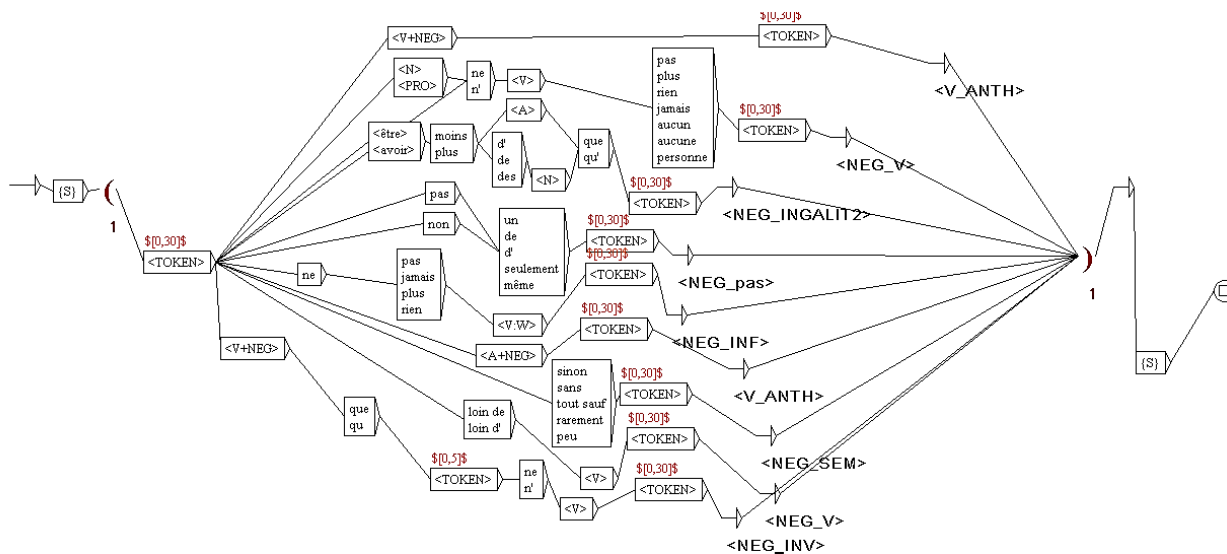 $[0,30]$
<V+NEG>
<TOKEN>
<V_ANTH>
<N>
<PRO>
ne
n'
<V>
pas
plus
rien
jamais
aucun
aucune
personne
$[0,30]$
<TOKEN>
<NEG_V>
<être>
<avoir>
moins
plus
<A>
d'
de
des
<N>
que
qu'
$[0,30]$
<TOKEN>
<NEG_INGALIT2>
{S}
(
1
$[0,30]$
<TOKEN>
pas
non
un
de
d'
seulement
même
$[0,30]$
<TOKEN>
<NEG_pas>
ne
pas
jamais
plus
rien
<V:W>
$[0,30]$
<TOKEN>
<NEG_INF>
<A+NEG>
$[0,30]$
<TOKEN>
<V_ANTH>
sinon
sans
tout sauf
rarement
peu
$[0,30]$
<TOKEN>
<NEG_SEM>
loin de
loin d'
<V>
$[0,30]$
<TOKEN>
<NEG_V>
<V+NEG>
que
qu
$[0,5]$
<TOKEN>
ne
n'
<V>
$[0,30]$
<TOKEN>
<NEG_INV>
)
1
{S}